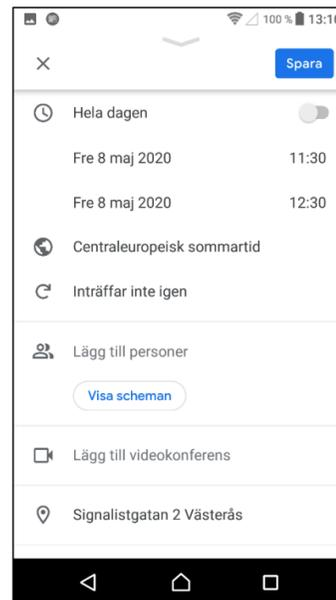 100 % 13:10
Spara
Hela dagen
Fre 8 maj 2020 11:30
Fre 8 maj 2020 12:30
Centraleuropeisk sommartid
Inträffar inte igen
Lägg till personer
Visa scheman
Lägg till videokonferens
Signalistgatan 2 Västerås